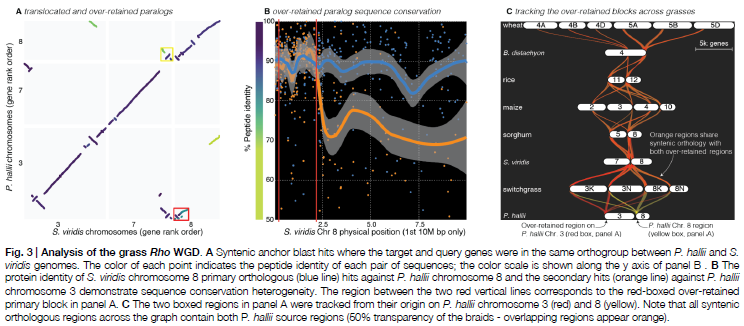 A translocated and over-retained paralogs
B over-retained paralog sequence conservation
C tracking the over-retained blocks across grasses
P. hallii chromosomes (gene rank order)
8
7
3
3
7
8
S. viridis chromosomes (gene rank order)
% Peptide identity
100
90
80
70
60
50
0
2.5
5.0
7.5
10.0
S. viridis Chr 8 physical position (1st 10M bp only)
wheat
4A
4B
4D
5A
5B
5D
5k genes
B. distachyon
4
rice
11
12
maize
2
3
4
10
sorghum
5
8
Orange regions share
syntenic orthology with
both over-retained regions
S. viridis
7
8
switchgrass
3K
3N
8K
8N
P. hallii
3
8
Over-retained region on
P. hallii Chr. 3 (red box, panel A)
P. hallii Chr 8 region
(yellow box, panel A)
Fig. 3 | Analysis of the grass Rho WGD. A Syntenic anchor blast hits where the target and query genes were in the same orthogroup between P. hallii and S.
viridis genomes. The color of each point indicates the peptide identity of each pair of sequences; the color scale is shown along the y axis of panel B . B The
protein identity of S. viridis chromosome 8 primary orthologous (blue line) hits against P. hallii chromosome 8 and the secondary hits (orange line) against P. hallii
chromosome 3 demonstrate sequence conservation heterogeneity. The region between the two red vertical lines corresponds to the red-boxed over-retained
primary block in panel A. C The two boxed regions in panel A were tracked from their origin on P. hallii chromosome 3 (red) and 8 (yellow). Note that all syntenic
orthologous regions across the graph contain both P. hallii source regions (50% transparency of the braids - overlapping regions appear orange).